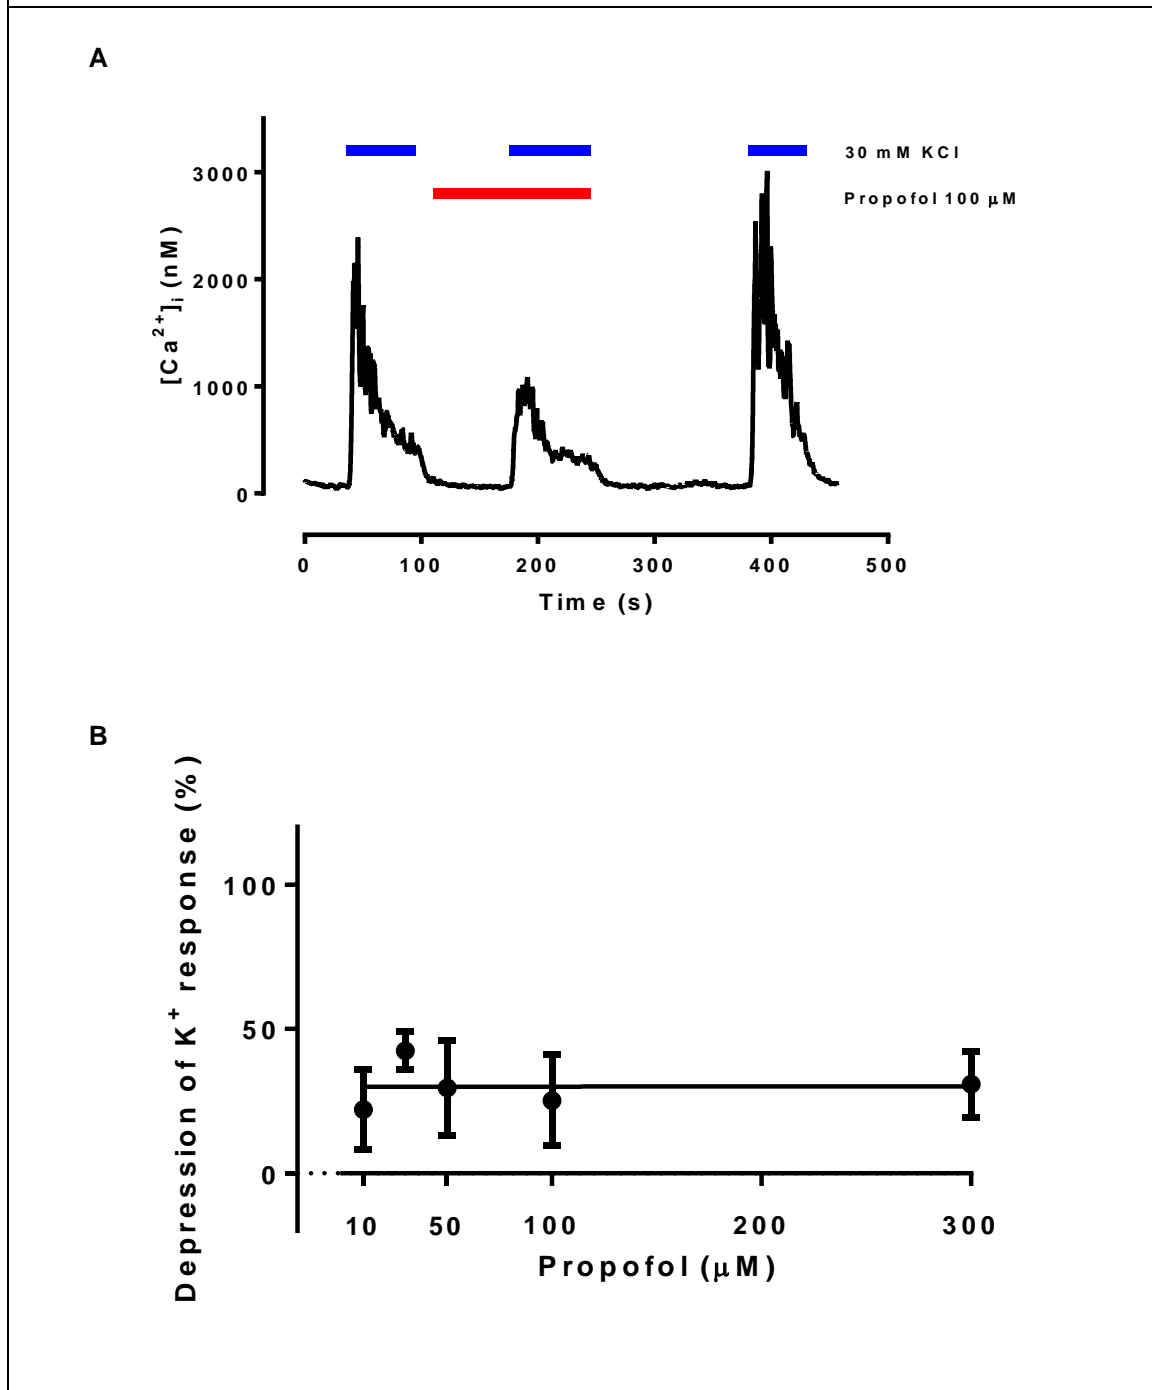 A
30 mM KCl
Propofol 100 μM
[Ca²⁺]ᵢ (nM)
3000
2000
1000
0
0 100 200 300 400 500
Time (s)
B
Depression of K⁺ response (%)
100
50
0
10 50 100 200 300
Propofol (μM)